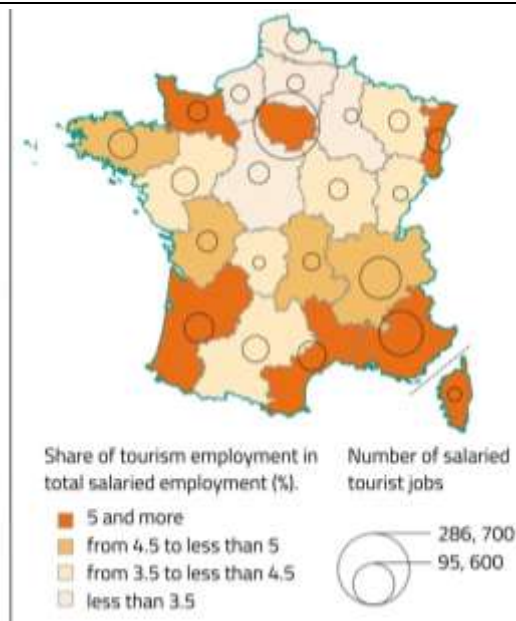 Share of tourism employment in
total salaried employment (%).
5 and more
from 4.5 to less than 5
from 3.5 to less than 4.5
less than 3.5
Number of salaried
tourist jobs
286, 700
95, 600